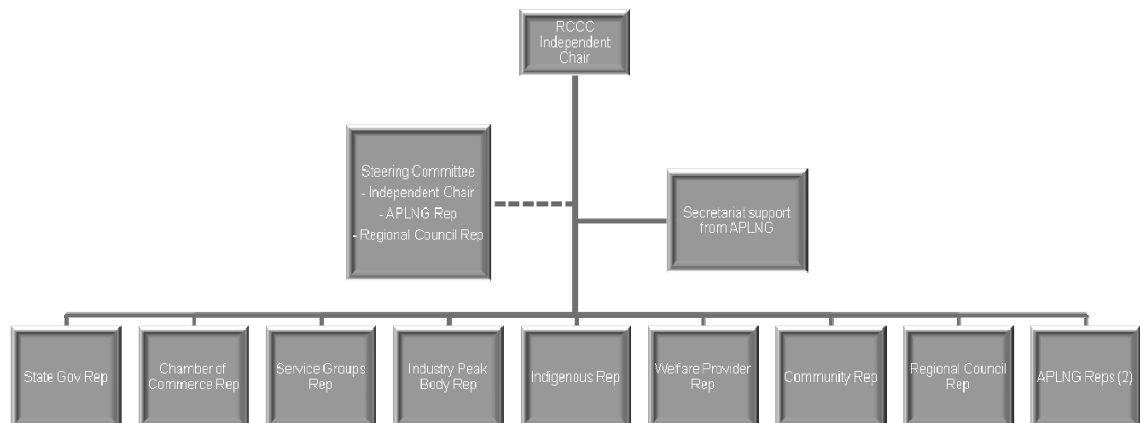 RCCC
Independent
Chair
Steering Committee
- Independent Chair
- APLNG Rep
- Regional Council Rep
Secretariat support
from APLNG
State Gov Rep
Chamber of
Commerce Rep
Service Groups
Rep
Industry Peak
Body Rep
Indigenous Rep
Welfare Provider
Rep
Community Rep
Regional Council
Rep
APLNG Reps (2)